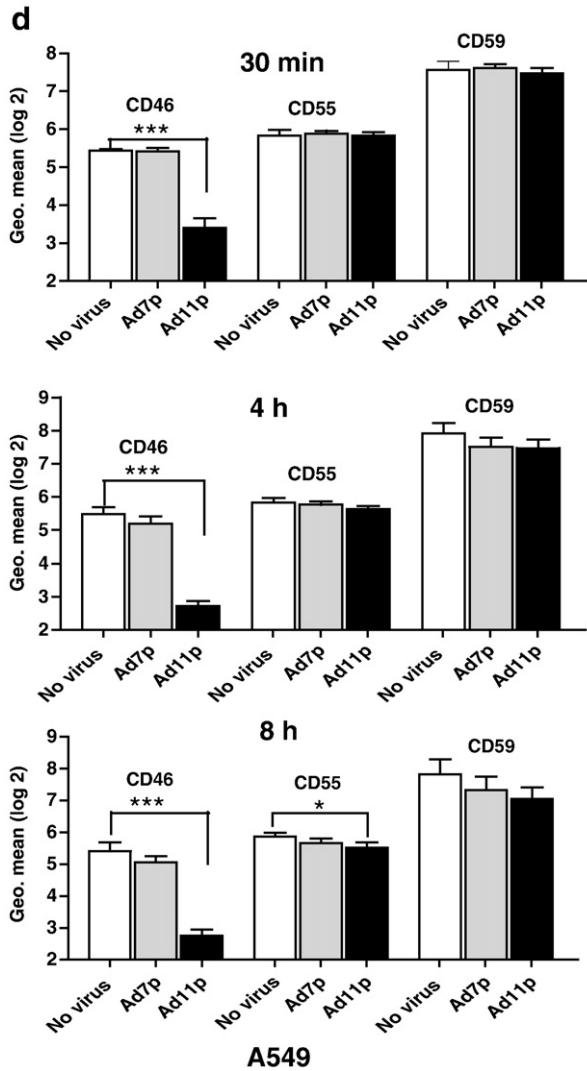 d
30 min
Geo. mean (log 2)
8
7
6
5
4
3
2
CD46
***
CD55
CD59
No virus
Ad7p
Ad11p
No virus
Ad7p
Ad11p
No virus
Ad7p
Ad11p
4 h
Geo. mean (log 2)
9
8
7
6
5
4
3
2
CD46
***
CD55
CD59
No virus
Ad7p
Ad11p
No virus
Ad7p
Ad11p
No virus
Ad7p
Ad11p
8 h
Geo. mean (log 2)
9
8
7
6
5
4
3
2
CD46
***
CD55
*
CD59
No virus
Ad7p
Ad11p
No virus
Ad7p
Ad11p
No virus
Ad7p
Ad11p
A549